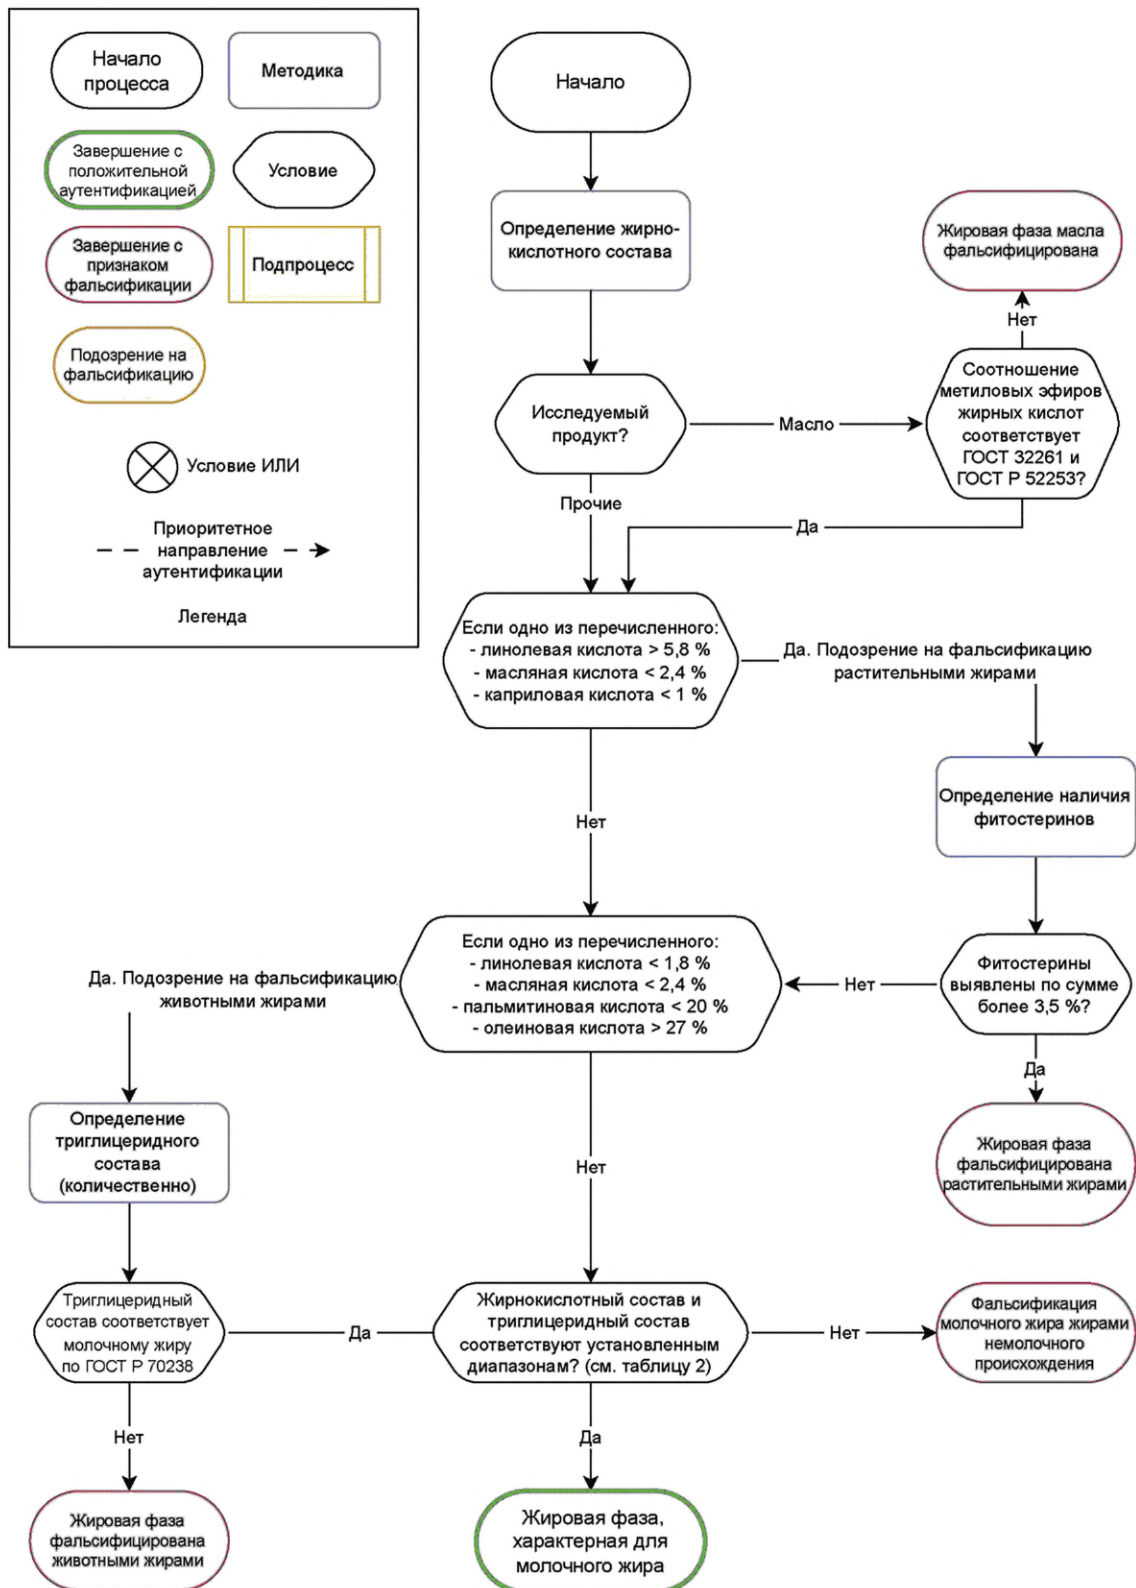 Начало
процесса
Методика
Завершение с
положительной
аутентификацией
Условие
Завершение с
признаком
фальсификации
Подпроцесс
Подозрение на
фальсификацию
Условие ИЛИ
Приоритетное
направление
аутентификации
Легенда
Начало
Определение жирно-
кислотного состава
Жировая фаза масла
фальсифицирована
Нет
Исследуемый
продукт?
Масло
Соотношение
метиловых эфиров
жирных кислот
соответствует
ГОСТ 32261 и
ГОСТ Р 52253?
Прочие
Да
Если одно из перечисленного:
- линолевая кислота > 5,8 %
- масляная кислота < 2,4 %
- каприловая кислота < 1 %
Да. Подозрение на фальсификацию
растительными жирами
Определение наличия
фитостеринов
Нет
Если одно из перечисленного:
- линолевая кислота < 1,8 %
- масляная кислота < 2,4 %
- пальмитиновая кислота < 20 %
- олеиновая кислота > 27 %
Да. Подозрение на фальсификацию
животными жирами
Нет
Фитостерины
выявлены по сумме
более 3,5 %?
Да
Определение
триглицеридного
состава
(количественно)
Нет
Жировая фаза
фальсифицирована
растительными жирами
Триглицеридный
состав соответствует
молочному жиру
по ГОСТ Р 70238
Да
Жирнокислотный состав и
триглицеридный состав
соответствуют установленным
диапазонам? (см. таблицу 2)
Нет
Фальсификация
молочного жира жирами
немолочного
происхождения
Нет
Да
Жировая фаза
фальсифицирована
животными жирами
Жировая фаза,
характерная для
молочного жира